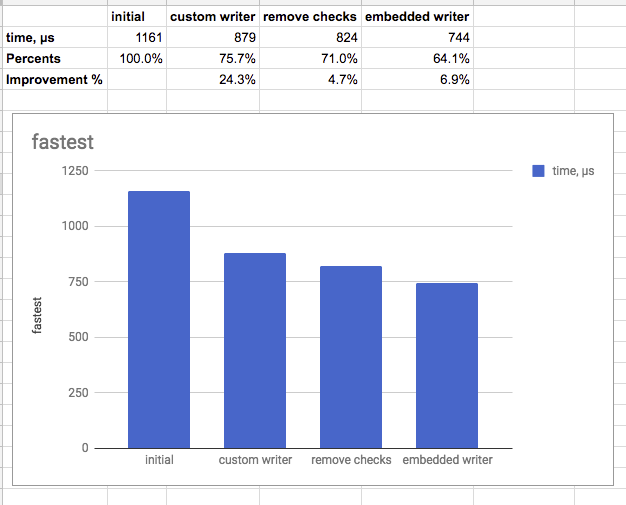 initial custom writer remove checks embedded writer
time, µs 1161 879 824 744
Percents 100.0% 75.7% 71.0% 64.1%
Improvement % 24.3% 4.7% 6.9%
fastest
1250
time, µs
1000
750
fastest
500
250
0
initial custom writer remove checks embedded writer